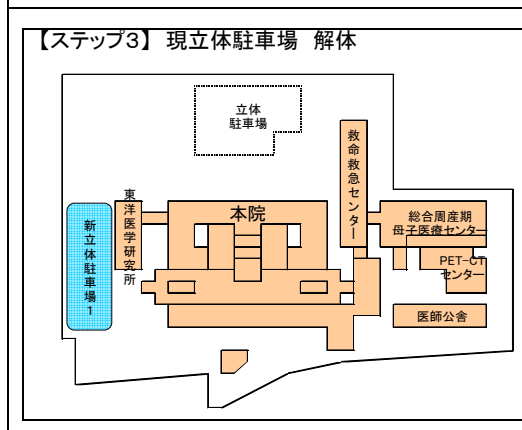 【ステップ3】 現立体駐車場 解体
立体
駐車場
救命救急センター
東洋医学研究所
本院
総合周産期
母子医療センター
新立体駐車場1
PET-CT
センター
医師公舎